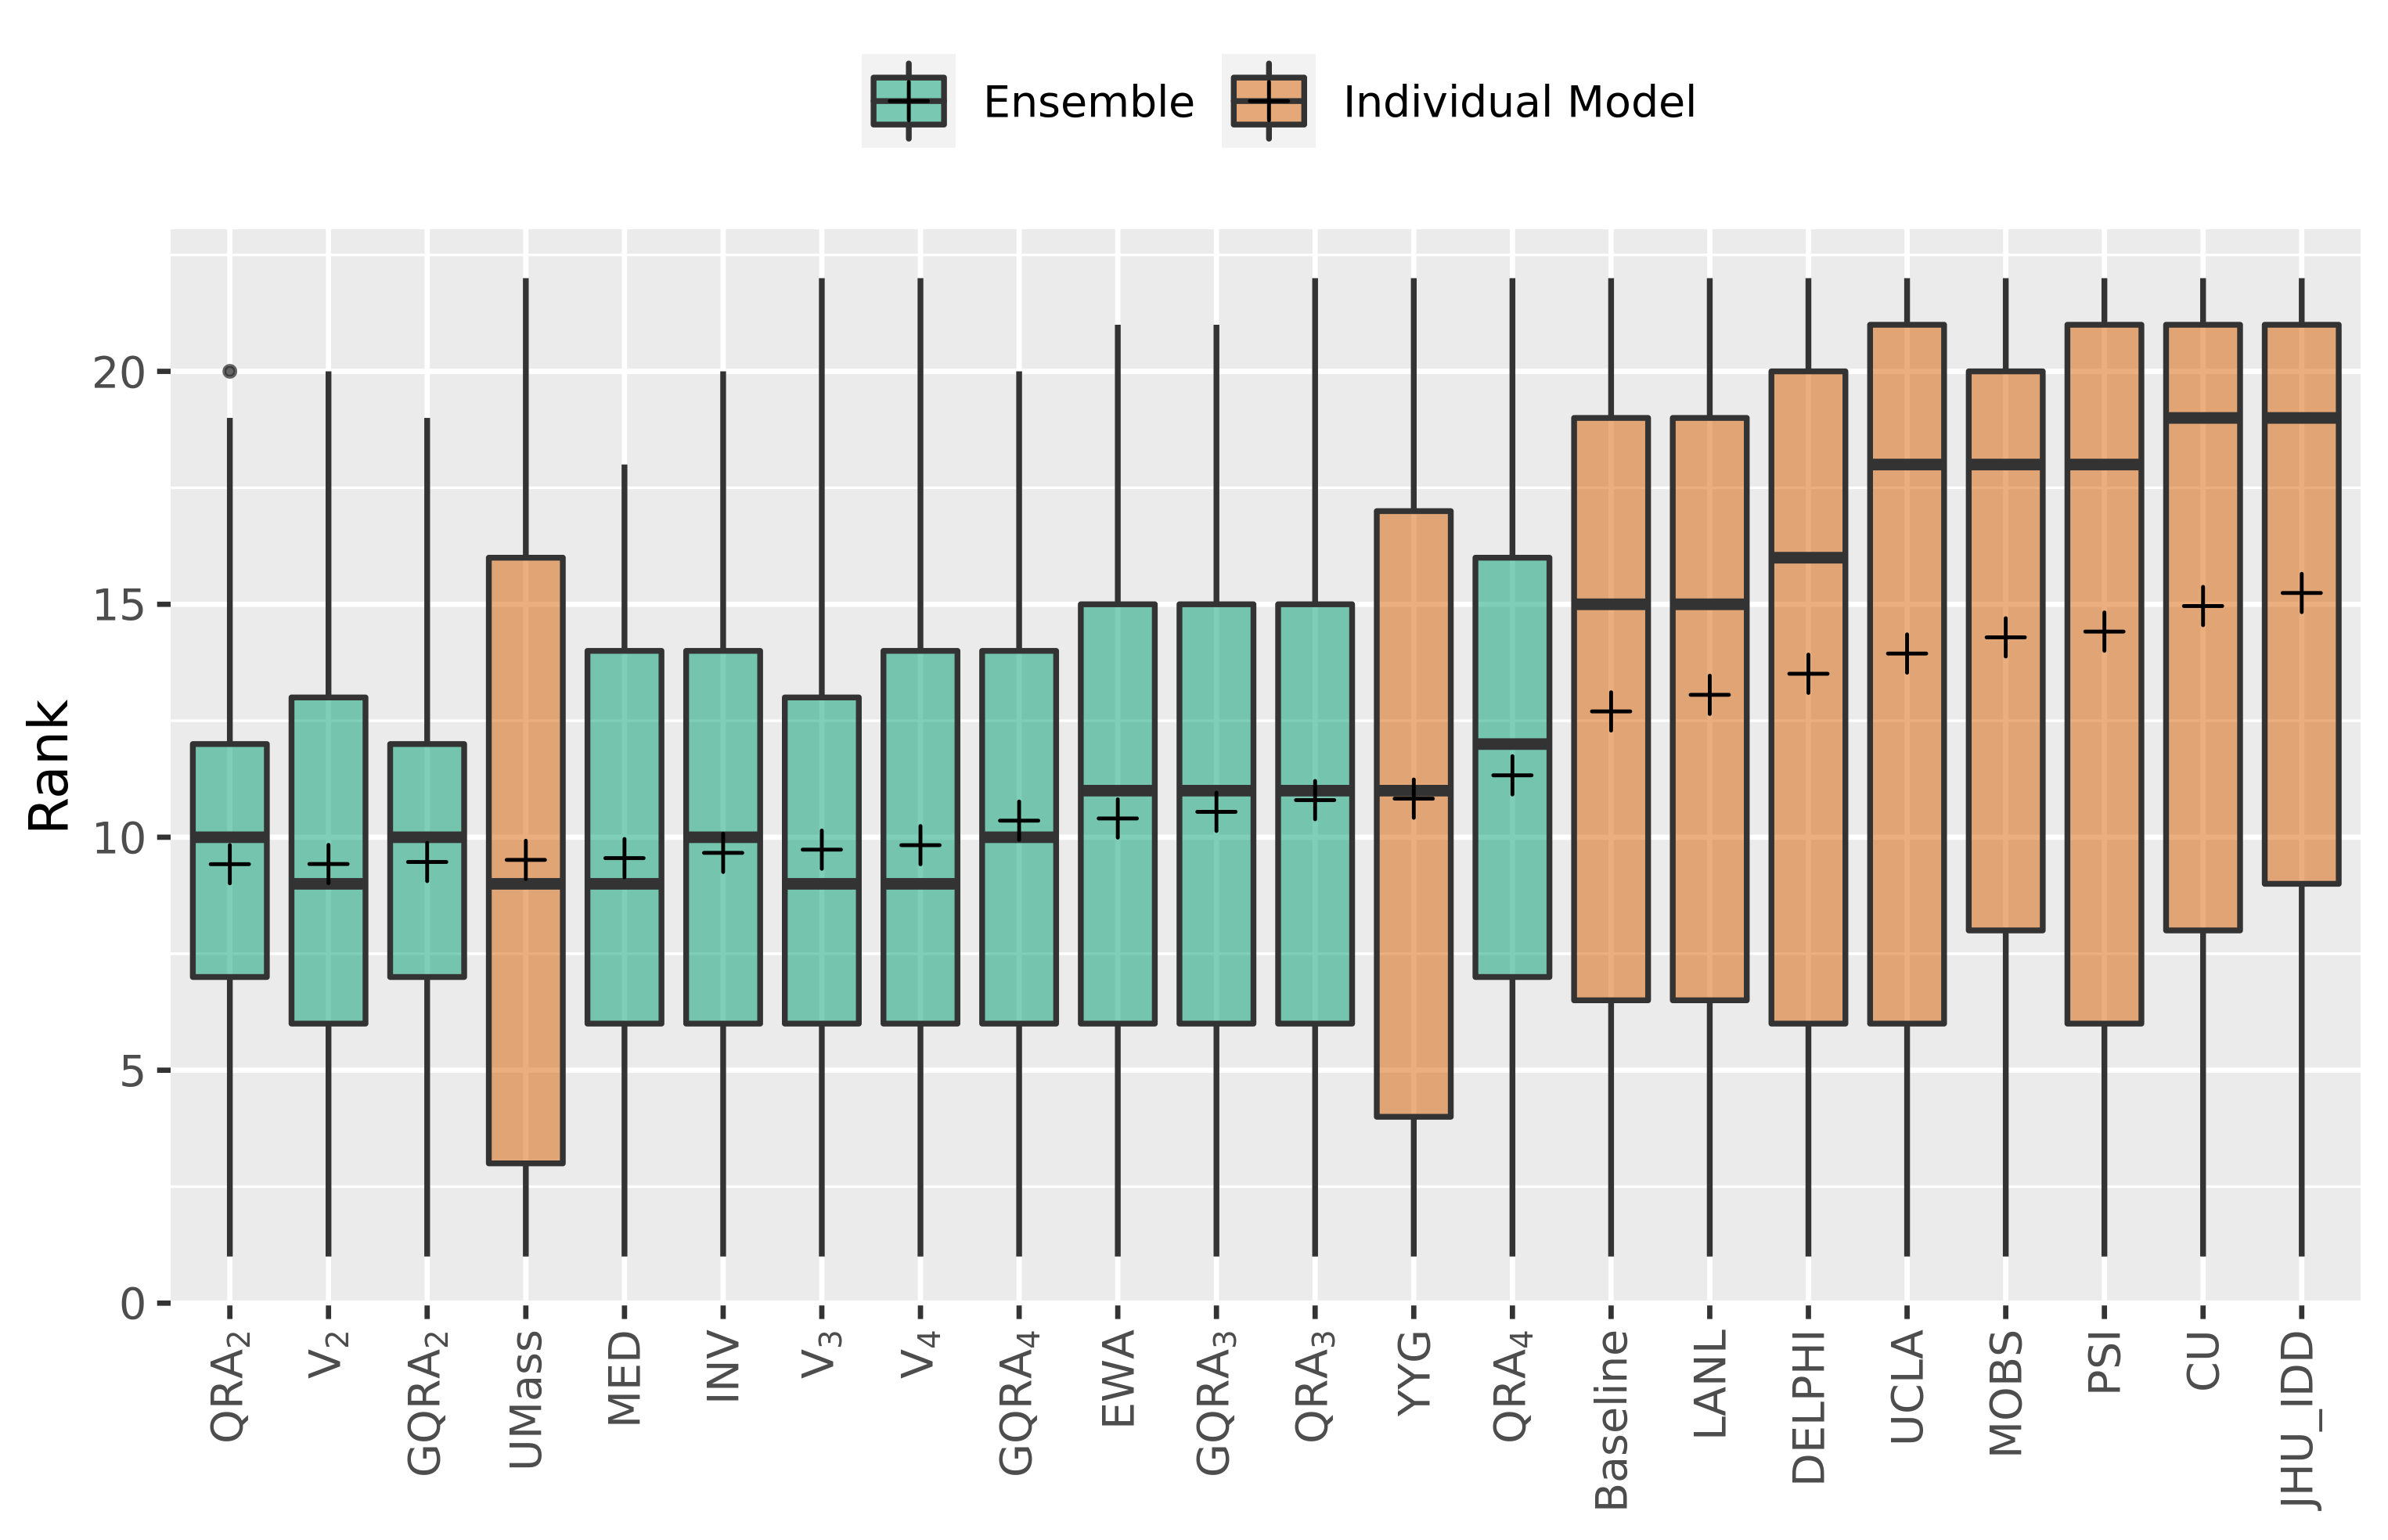 Ensemble Individual Model
Rank
20
15
10
5
0
QRA₂
V₂
GQRA₂
UMass
MED
INV
V₃
V₄
GQRA₄
EWA
GQRA₃
QRA₃
YYG
QRA₄
Baseline
LANL
DELPHI
UCLA
MOBS
PSI
CU
JHU_IDD